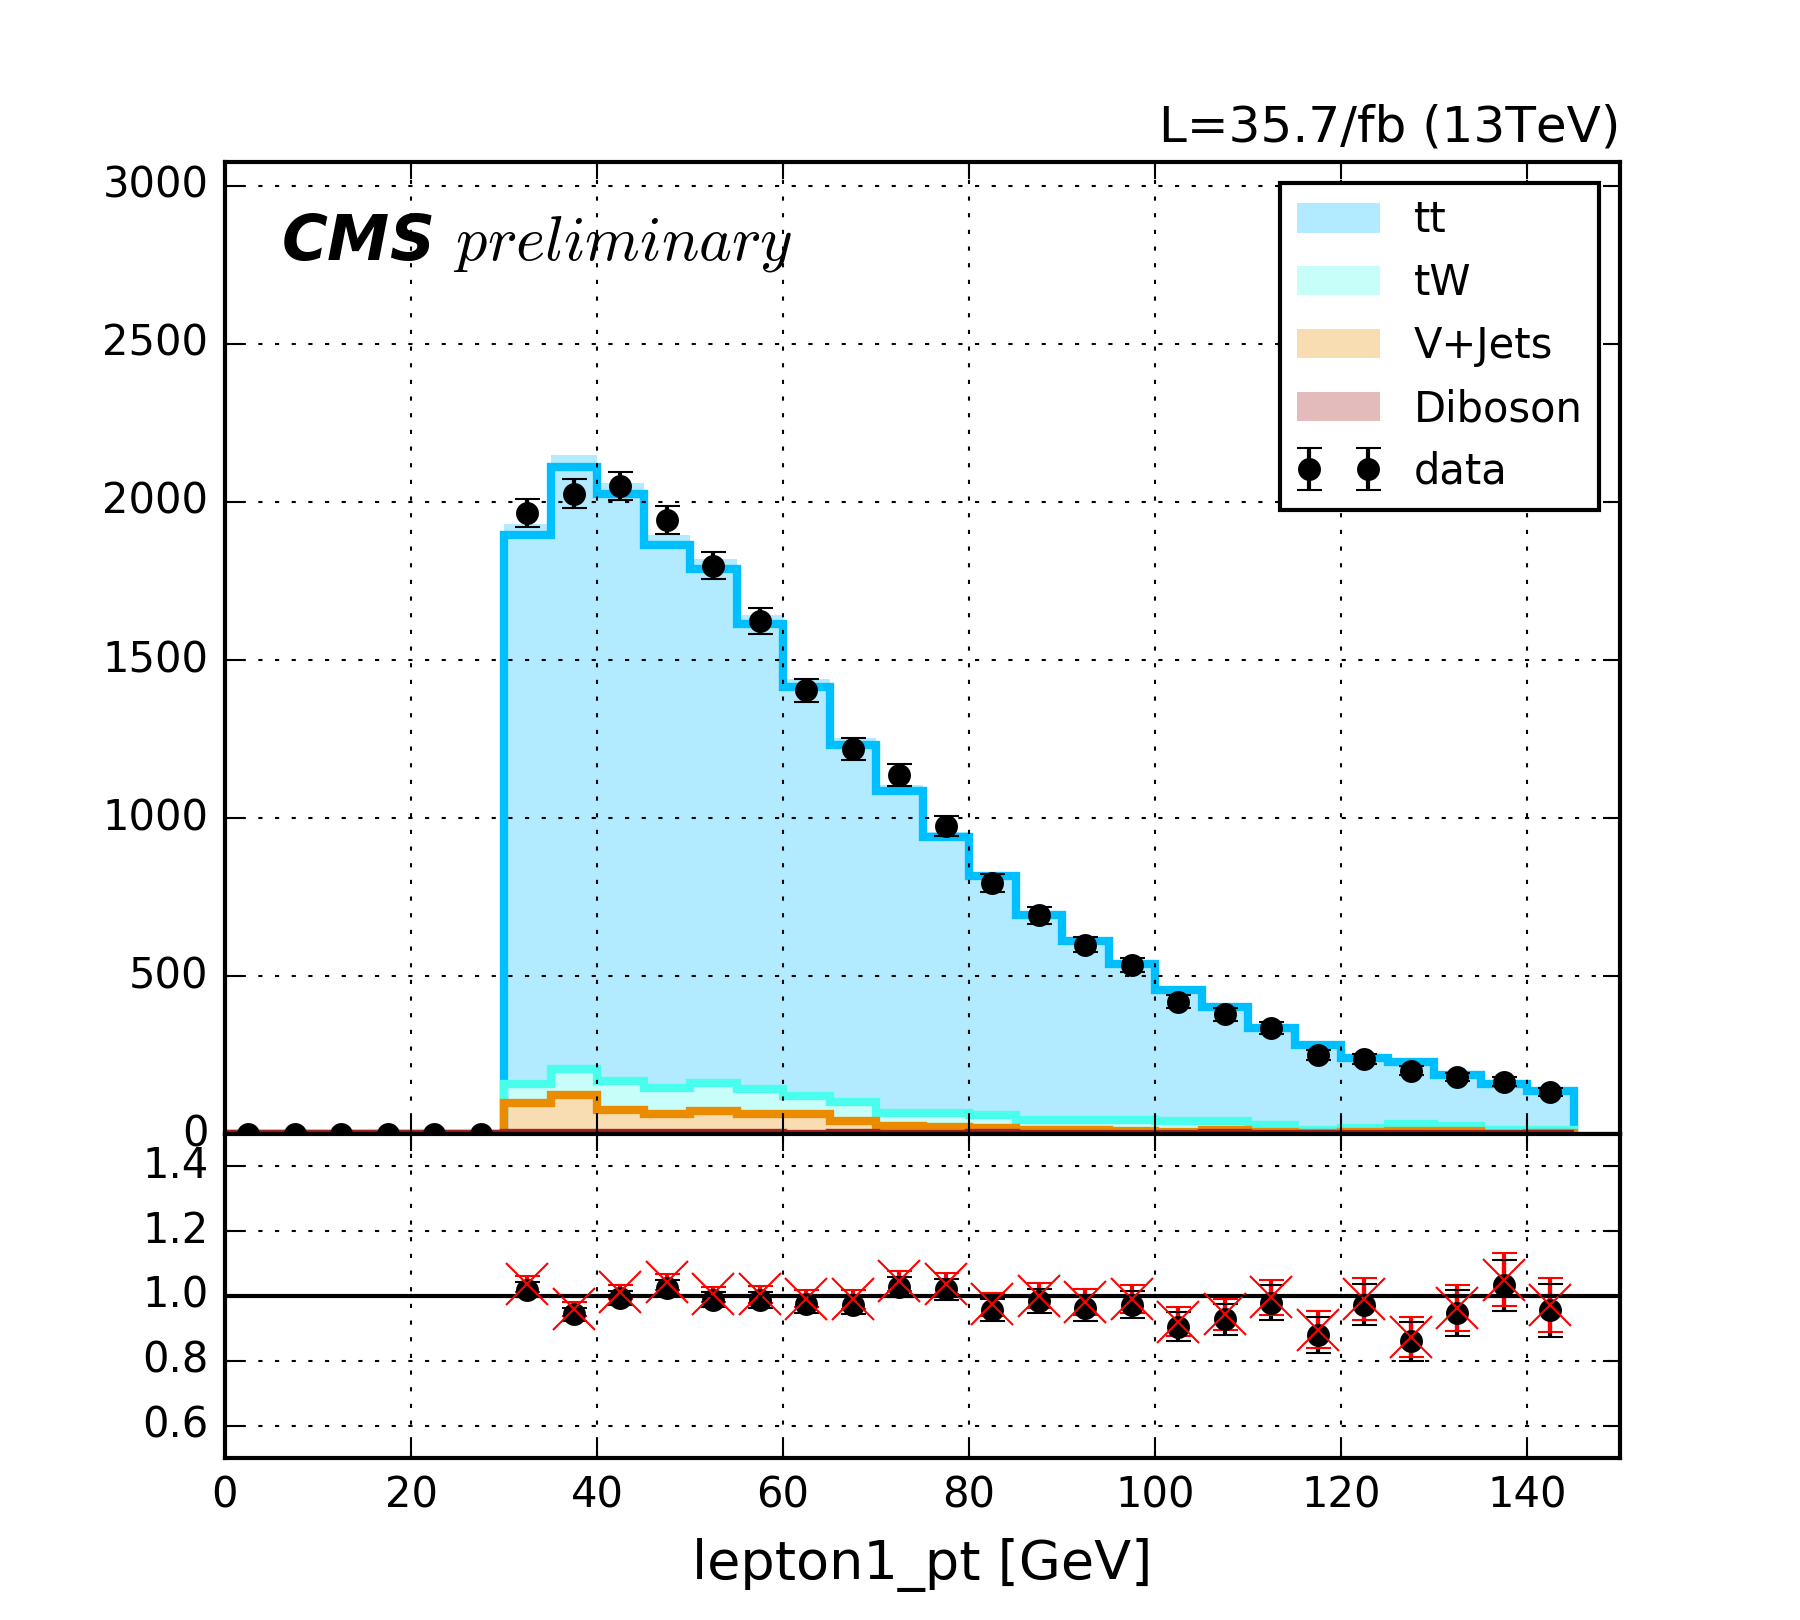 L=35.7/fb (13TeV)
CMS preliminary
3000
2500
2000
1500
1000
500
0
tt
tW
V+Jets
Diboson
data
1.4
1.2
1.0
0.8
0.6
0 20 40 60 80 100 120 140
lepton1_pt [GeV]